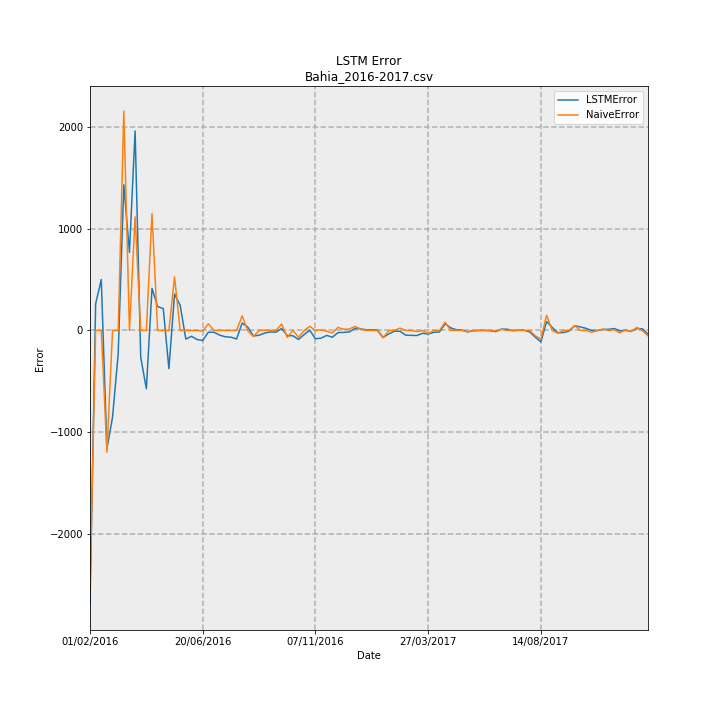 LSTM Error
Bahia_2016-2017.csv
LSTMError
NaiveError
2000
1000
0
−1000
−2000
Error
01/02/2016 20/06/2016 07/11/2016 27/03/2017 14/08/2017
Date